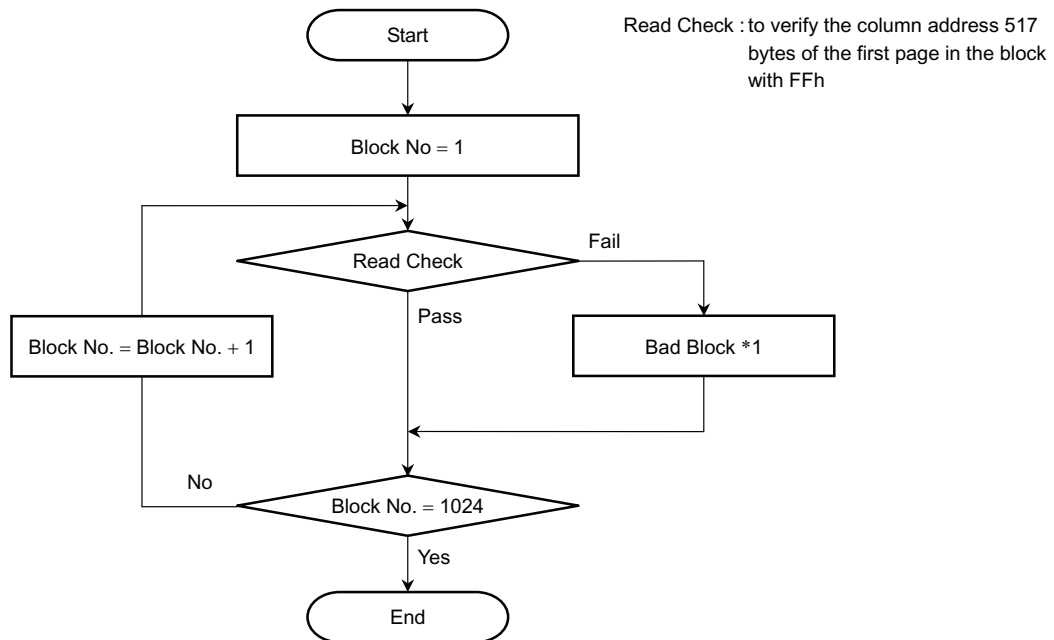 Start
Read Check : to verify the column address 517
bytes of the first page in the block
with FFh
Block No = 1
Fail
Read Check
Pass
Block No. = Block No. + 1
Bad Block *1
No
Block No. = 1024
Yes
End